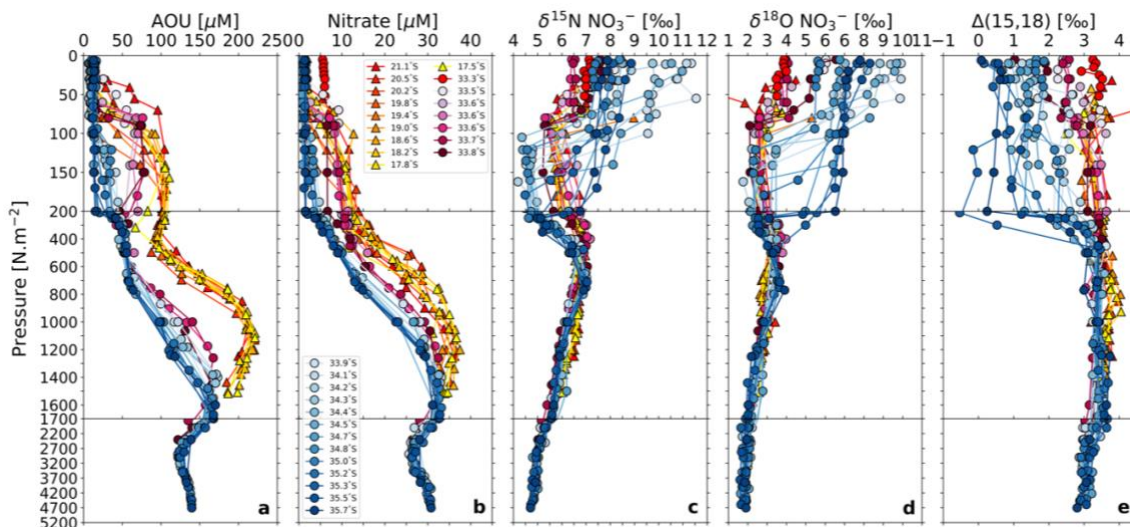 AOU [μM]
Nitrate [μM]
δ¹⁵N NO₃⁻ [‰]
δ¹⁸O NO₃⁻ [‰]
Δ(15,18) [‰]
0 50 100 150 200 250
0 15 30 45
4 5 6 7 8 9 10 11 12
0 1 2 3 4 5 6 7 8 9 10 11
−1 0 1 2 3 4
Pressure [N.m⁻²]
0
50
100
150
200
400
600
800
1000
1200
1400
1600
1700
2200
2700
3200
3700
4200
4700
5200
21.1°S
20.5°S
20.2°S
19.8°S
19.4°S
19.0°S
18.6°S
18.2°S
17.8°S
17.5°S
33.3°S
33.5°S
33.6°S
33.6°S
33.6°S
33.7°S
33.8°S
33.9°S
34.1°S
34.2°S
34.3°S
34.4°S
34.5°S
34.7°S
34.8°S
35.0°S
35.2°S
35.3°S
35.5°S
35.7°S
a
b
c
d
e